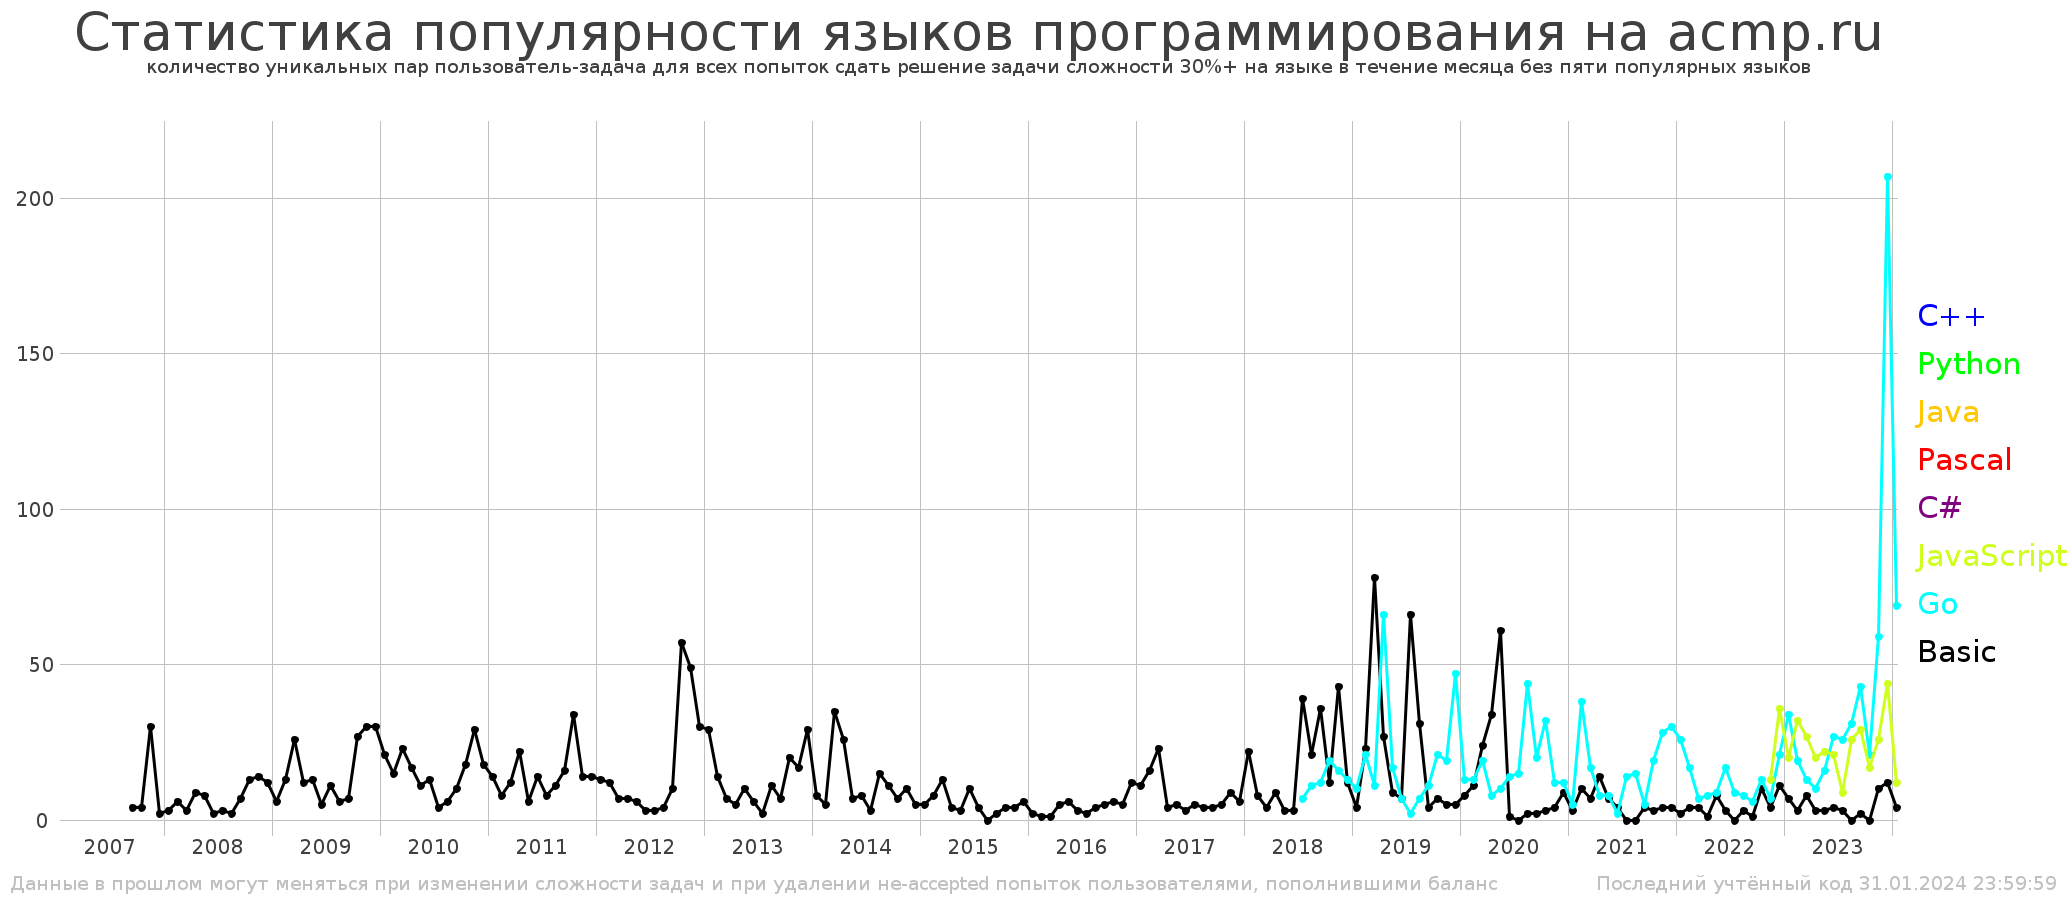 Статистика популярности языков программирования на acmp.ru
количество уникальных пар пользователь-задача для всех попыток сдать решение задачи сложности 30%+ на языке в течение месяца без пяти популярных языков
200
150
100
50
0
C++
Python
Java
Pascal
C#
JavaScript
Go
Basic
2007 2008 2009 2010 2011 2012 2013 2014 2015 2016 2017 2018 2019 2020 2021 2022 2023
Данные в прошлом могут меняться при изменении сложности задач и при удалении не-accepted попыток пользователями, пополнившими баланс
Последний учтённый код 31.01.2024 23:59:59